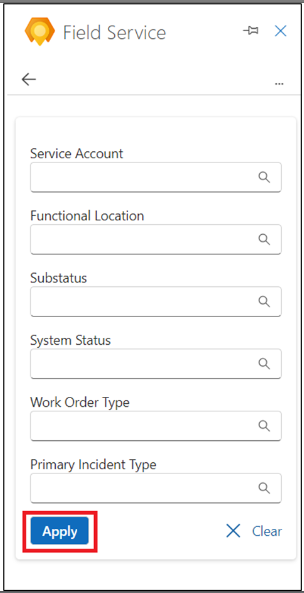 Field Service
...
Service Account
Functional Location
Substatus
System Status
Work Order Type
Primary Incident Type
Apply
Clear